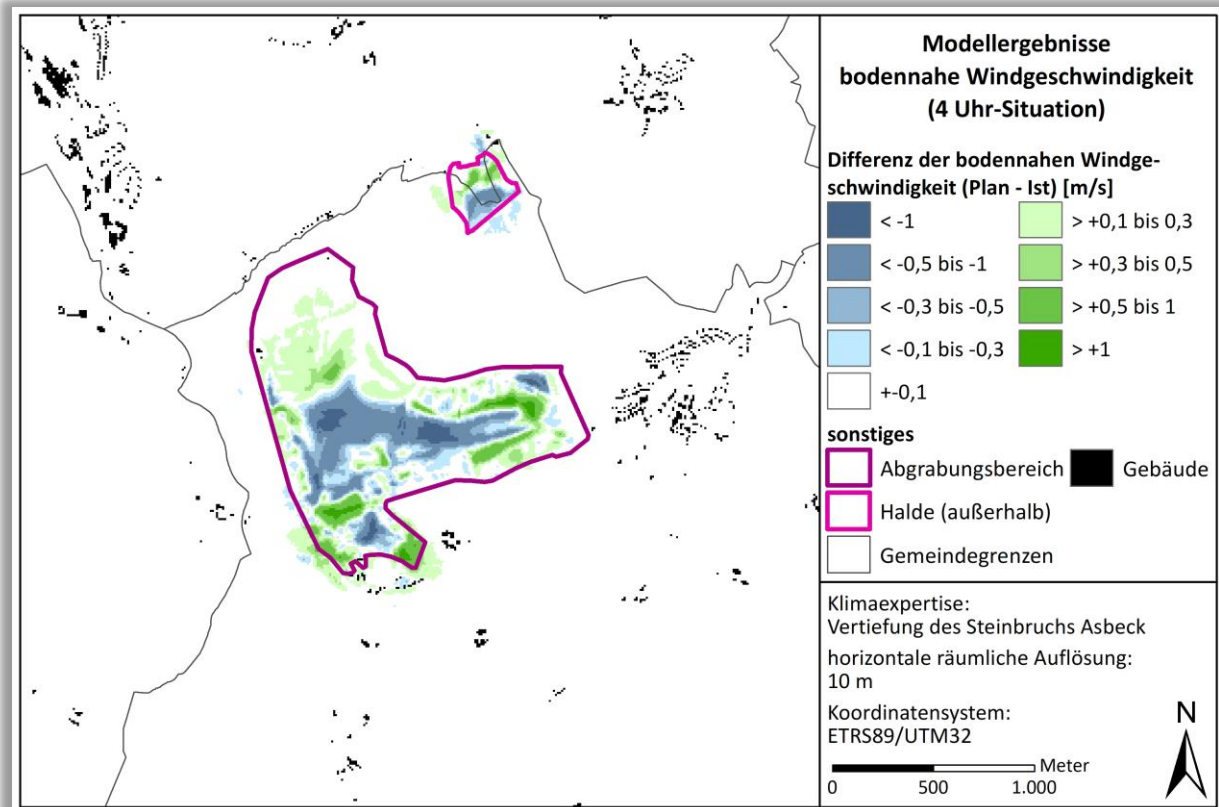 Modellergebnisse
bodennahe Windgeschwindigkeit
(4 Uhr-Situation)
Differenz der bodennahen Windge-
schwindigkeit (Plan - Ist) [m/s]
< -1
> +0,1 bis 0,3
< -0,5 bis -1
> +0,3 bis 0,5
< -0,3 bis -0,5
> +0,5 bis 1
< -0,1 bis -0,3
> +1
+-0,1
sonstiges
Abgrabungsbereich
Gebäude
Halde (außerhalb)
Gemeindegrenzen
Klimaexpertise:
Vertiefung des Steinbruchs Asbeck
horizontale räumliche Auflösung:
10 m
Koordinatensystem:
ETRS89/UTM32
N
Meter
0 500 1.000